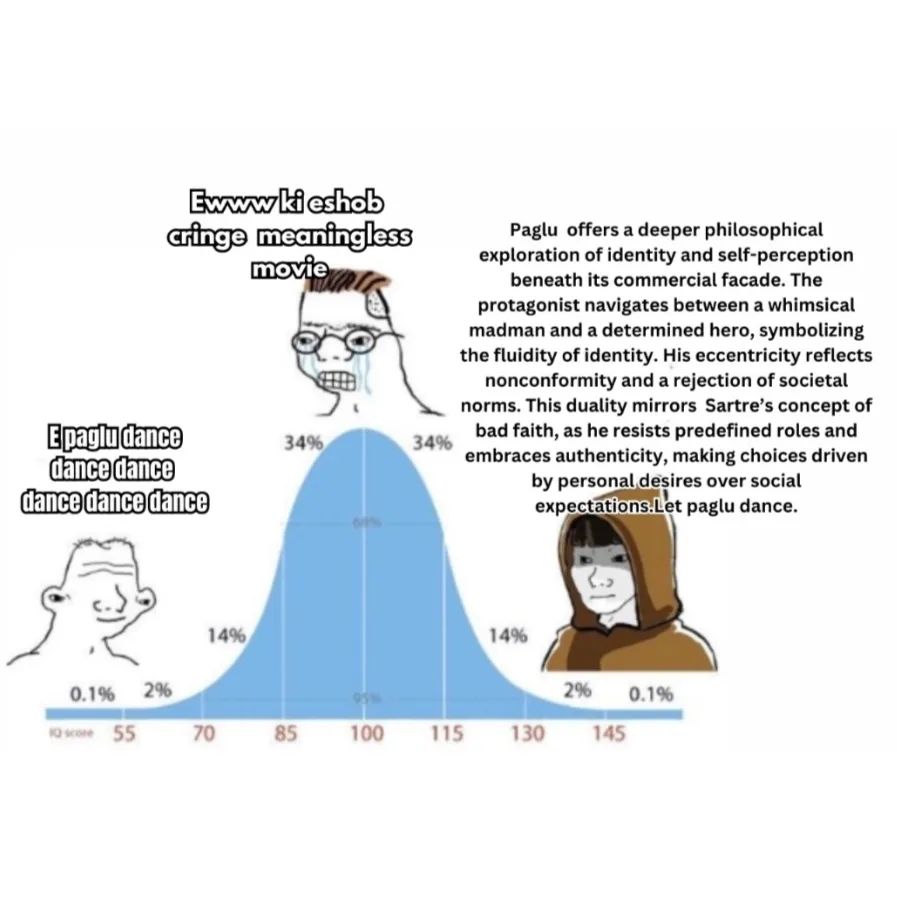 Ewww ki eshob
cringe meaningless
movie
Paglu offers a deeper philosophical
exploration of identity and self-perception
beneath its commercial facade. The
protagonist navigates between a whimsical
madman and a determined hero, symbolizing
the fluidity of identity. His eccentricity reflects
nonconformity and a rejection of societal
norms. This duality mirrors Sartre's concept of
bad faith, as he resists predefined roles and
embraces authenticity, making choices driven
by personal desires over social
expectations.Let paglu dance.
E paglu dance
dance dance
dance dance dance
34% 34%
68%
14% 14%
0.1% 2% 95% 2% 0.1%
IQ score 55 70 85 100 115 130 145